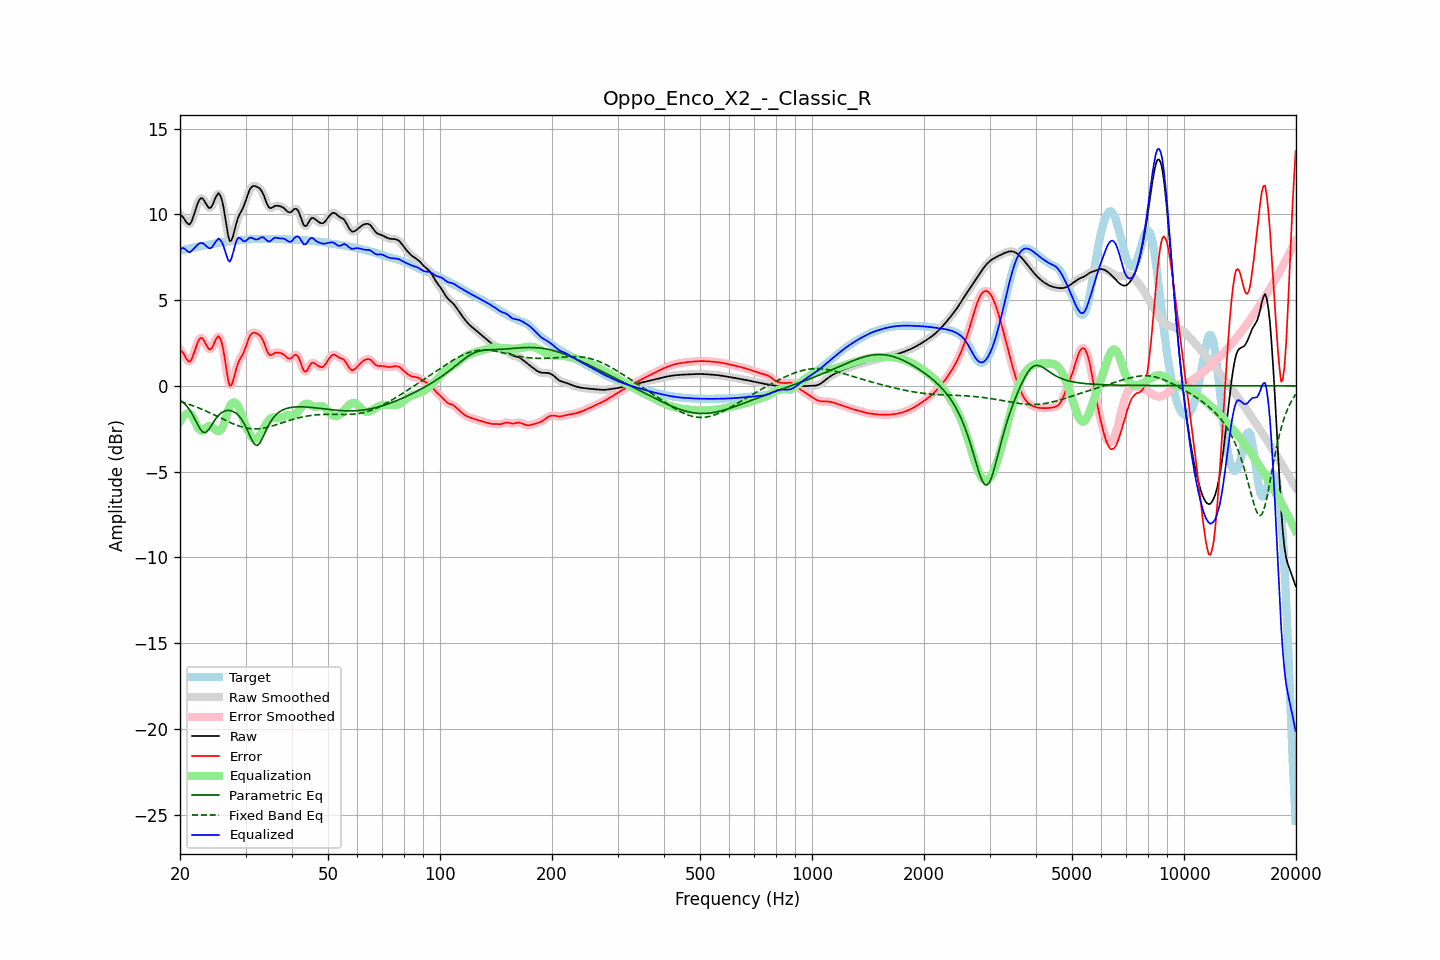 Oppo_Enco_X2_-_Classic_R
15
10
5
0
−5
−10
−15
−20
−25
Amplitude (dBr)
Target
Raw Smoothed
Error Smoothed
Raw
Error
Equalization
Parametric Eq
Fixed Band Eq
Equalized
20
50
100
200
500
1000
2000
5000
10000
20000
Frequency (Hz)